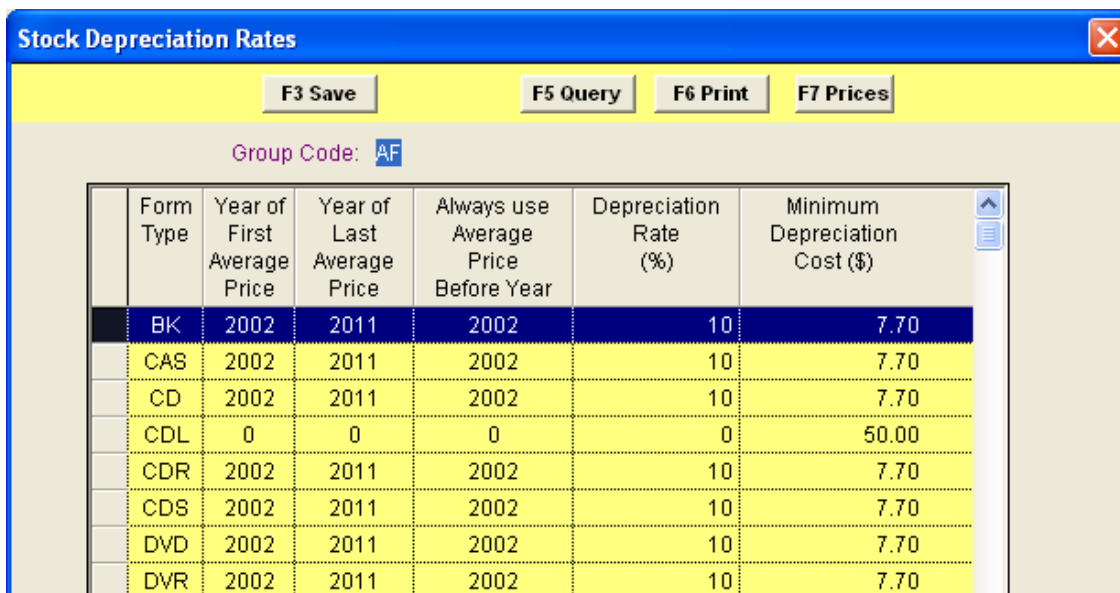 Stock Depreciation Rates
F3 Save F5 Query F6 Print F7 Prices
Group Code: AF
Form Year of Year of Always use Depreciation Minimum
Type First Last Average Rate Depreciation
Average Average Price (%) Cost ($)
Price Price Before Year
BK 2002 2011 2002 10 7.70
CAS 2002 2011 2002 10 7.70
CD 2002 2011 2002 10 7.70
CDL 0 0 0 0 50.00
CDR 2002 2011 2002 10 7.70
CDS 2002 2011 2002 10 7.70
DVD 2002 2011 2002 10 7.70
DVR 2002 2011 2002 10 7.70